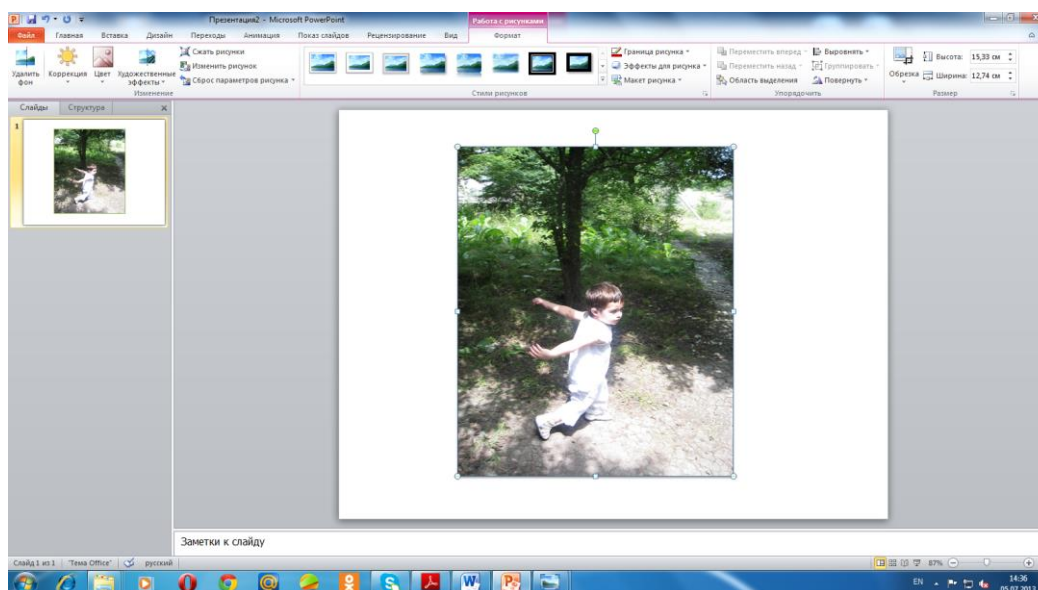 Презентация2 - Microsoft PowerPoint
Работа с рисунками
Файл Главная Вставка Дизайн Переходы Анимация Показ слайдов Рецензирование Вид Формат
Удалить фон
Коррекция
Цвет
Художественные эффекты
Сжать рисунки
Изменить рисунок
Сброс параметров рисунка
Изменение
Стили рисунков
Граница рисунка
Эффекты для рисунка
Макет рисунка
Переместить вперед
Переместить назад
Область выделения
Выровнять
Группировать
Повернуть
Упорядочить
Обрезка
Высота: 15,33 см
Ширина: 12,74 см
Размер
Слайды Структура
1
Заметки к слайду
Слайд 1 из 1 "Тема Office" русский
87%
EN
14:36
05.07.2013